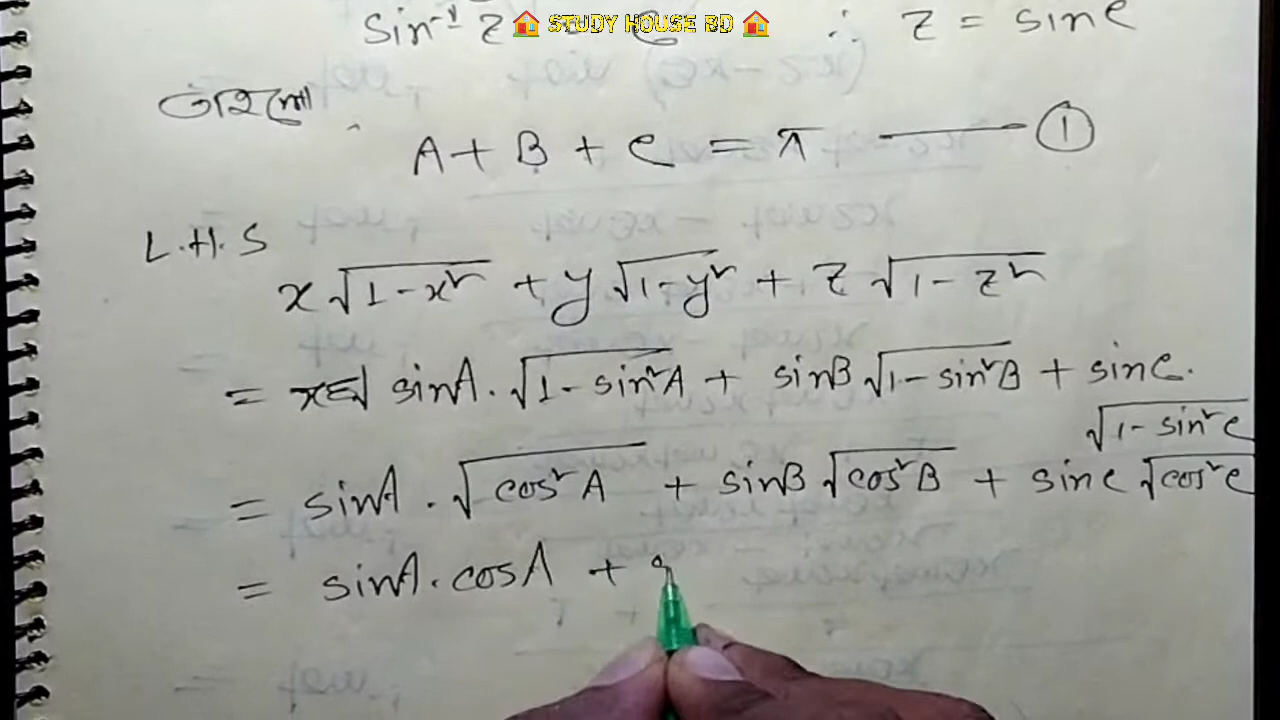 sin⁻¹ z = C ∴ z = sin C
🏠 STUDY HOUSE BD 🏠
তাহলে
A + B + C = π ——— ①
L.H.S
x√1-x² + y√1-y² + z√1-z²
= sinA . √1-sin²A + sinB √1-sin²B + sinC .
√1-sin²C
= sinA . √cos²A + sinB √cos²B + sinC √cos²C
= sinA . cosA +